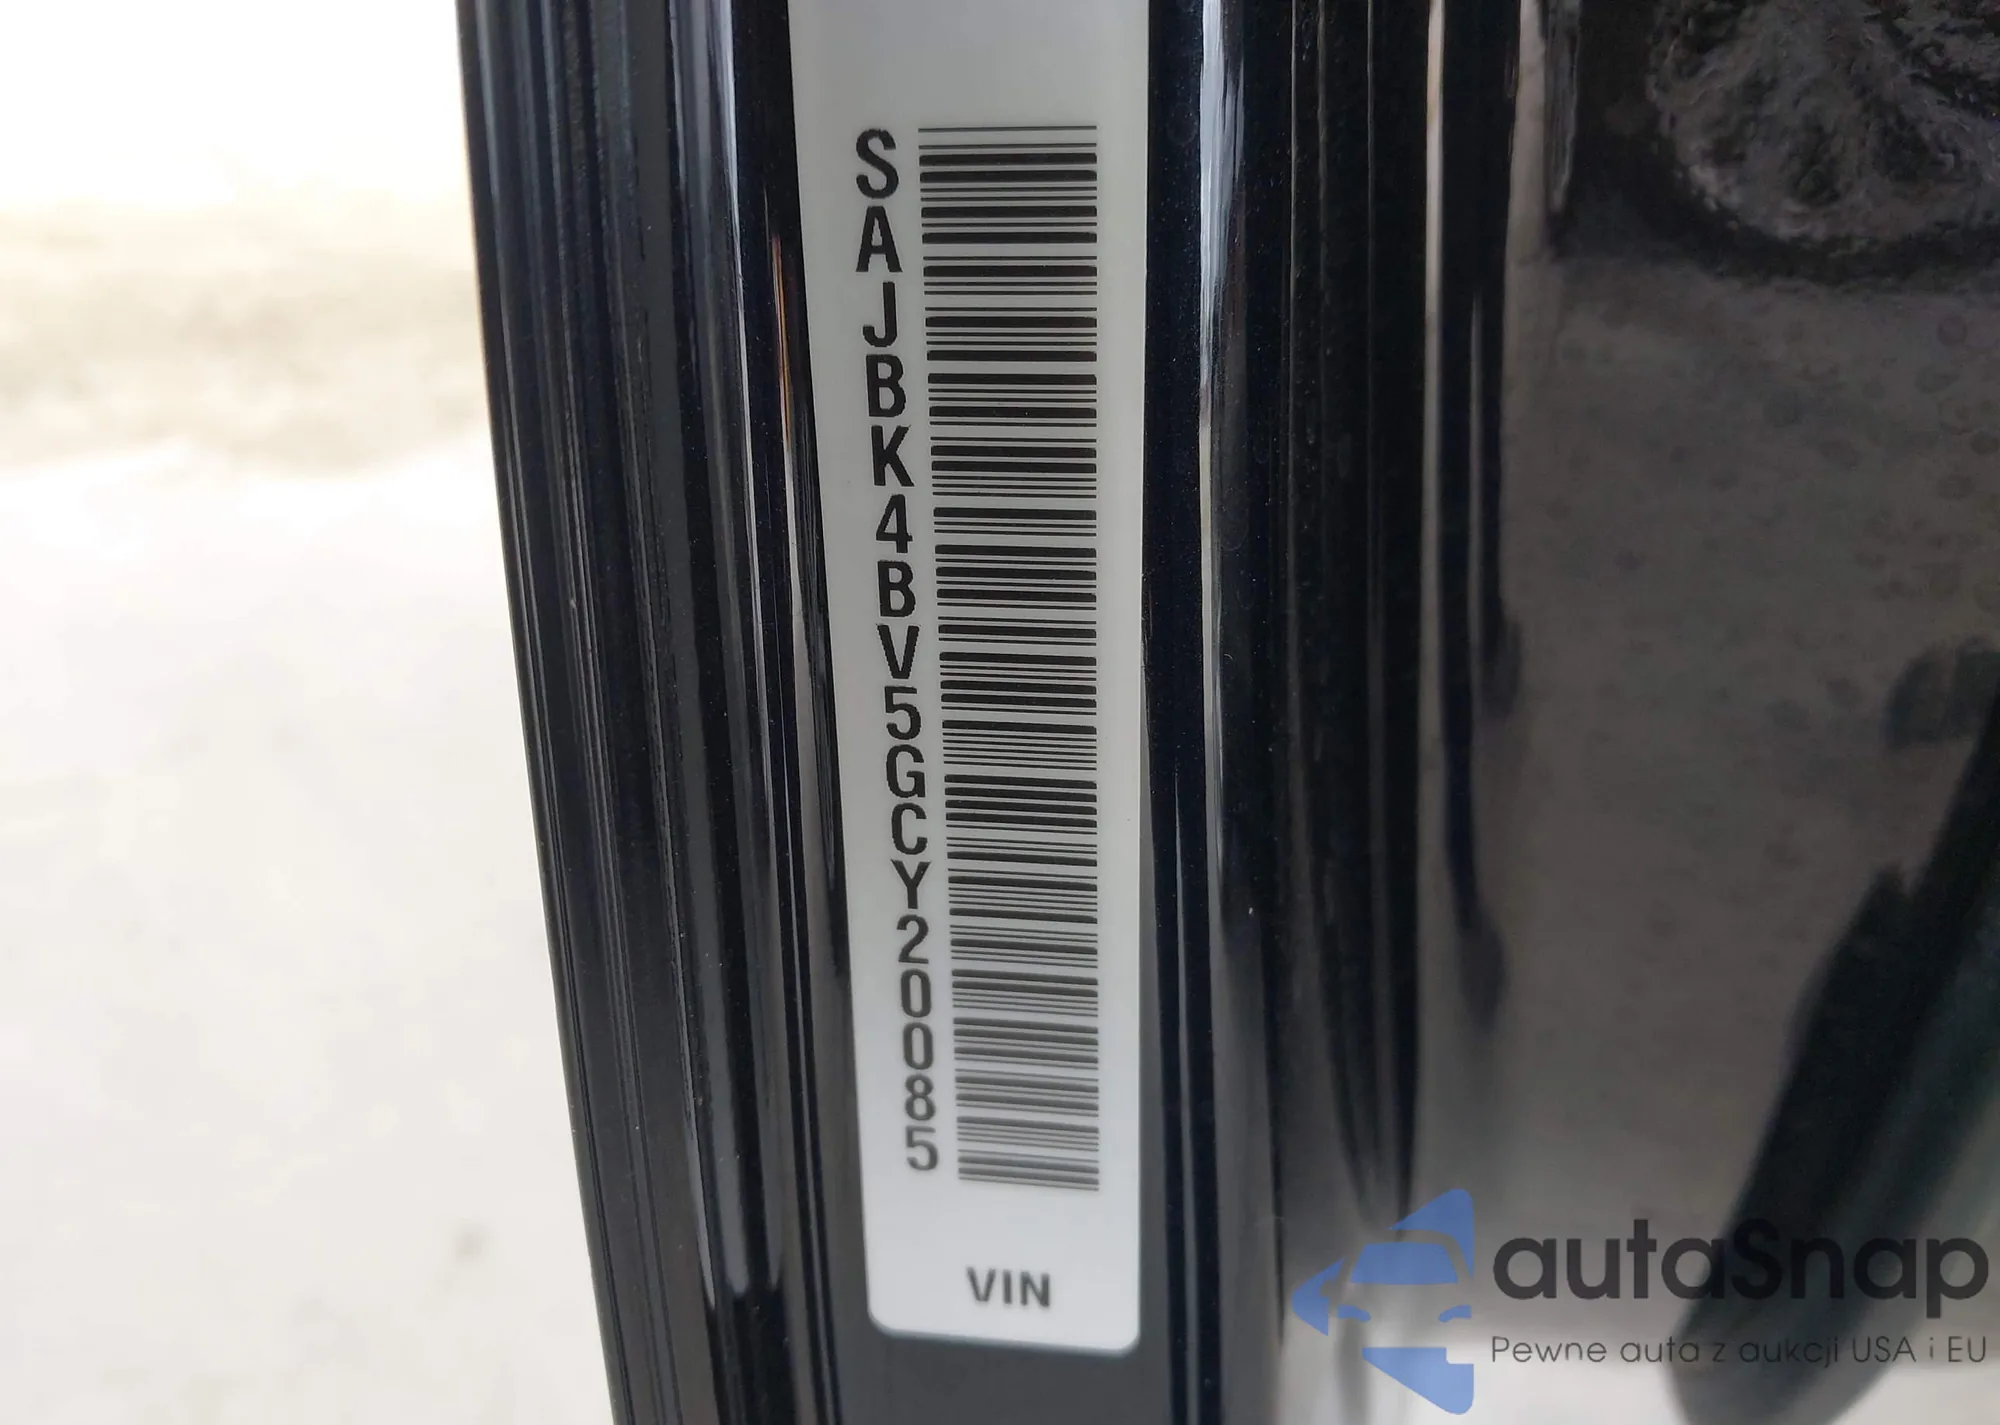 SAJBK4BV5GCY20085
VIN
autaSnap
Pewne auta z aukcji USA i EU